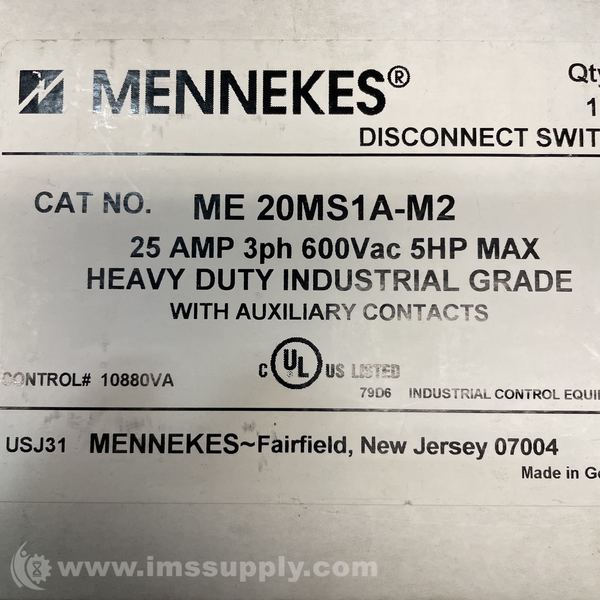 MENNEKES® Qty
1
DISCONNECT SWIT
CAT NO. ME 20MS1A-M2
25 AMP 3ph 600Vac 5HP MAX
HEAVY DUTY INDUSTRIAL GRADE
WITH AUXILIARY CONTACTS
C UL US LISTED
CONTROL# 10880VA
79D6 INDUSTRIAL CONTROL EQUI
USJ31 MENNEKES~Fairfield, New Jersey 07004
Made in Ge
www.imssupply.com